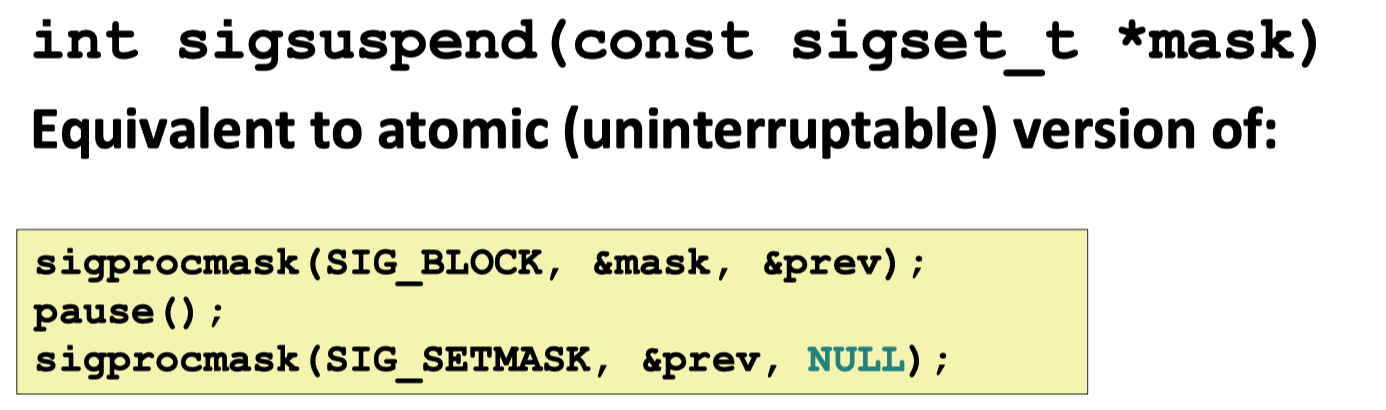 int sigsuspend(const sigset_t *mask)
Equivalent to atomic (uninterruptable) version of:
sigprocmask(SIG_BLOCK, &mask, &prev);
pause();
sigprocmask(SIG_SETMASK, &prev, NULL);